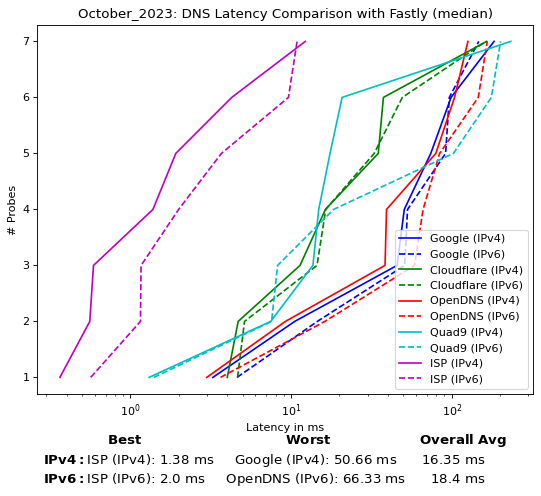 October_2023: DNS Latency Comparison with Fastly (median)
7
6
5
4
3
2
1
# Probes
Google (IPv4)
Google (IPv6)
Cloudflare (IPv4)
Cloudflare (IPv6)
OpenDNS (IPv4)
OpenDNS (IPv6)
Quad9 (IPv4)
Quad9 (IPv6)
ISP (IPv4)
ISP (IPv6)
10⁰ 10¹ 10²
Latency in ms
Best Worst Overall Avg
IPv4: ISP (IPv4): 1.38 ms Google (IPv4): 50.66 ms 16.35 ms
IPv6: ISP (IPv6): 2.0 ms OpenDNS (IPv6): 66.33 ms 18.4 ms